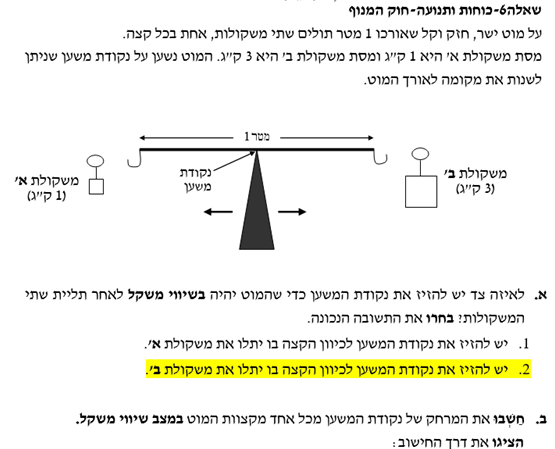 שאלה6-כוחות ותנועה-חוק המנוף
על מוט ישר, חזק וקל שאורכו 1 מטר תולים שתי משקולות, אחת בכל קצה.
מסת משקולת א' היא 1 ק"ג ומסת משקולת ב' היא 3 ק"ג. המוט נשען על נקודת משען שניתן
לשנות את מקומה לאורך המוט.
1 מטר
נקודת
משען
משקולת א'
(1 ק"ג)
משקולת ב'
(3 ק"ג)
א. לאיזה צד יש להזיז את נקודת המשען כדי שהמוט יהיה בשיווי משקל לאחר תליית שתי
המשקולות? בחרו את התשובה הנכונה.
1. יש להזיז את נקודת המשען לכיוון הקצה בו יתלו את משקולת א'.
2. יש להזיז את נקודת המשען לכיוון הקצה בו יתלו את משקולת ב'.
ב. חַשְּׁבוּ את המרחק של נקודת המשען מכל אחד מקצוות המוט במצב שיווי משקל.
הציגו את דרך החישוב: